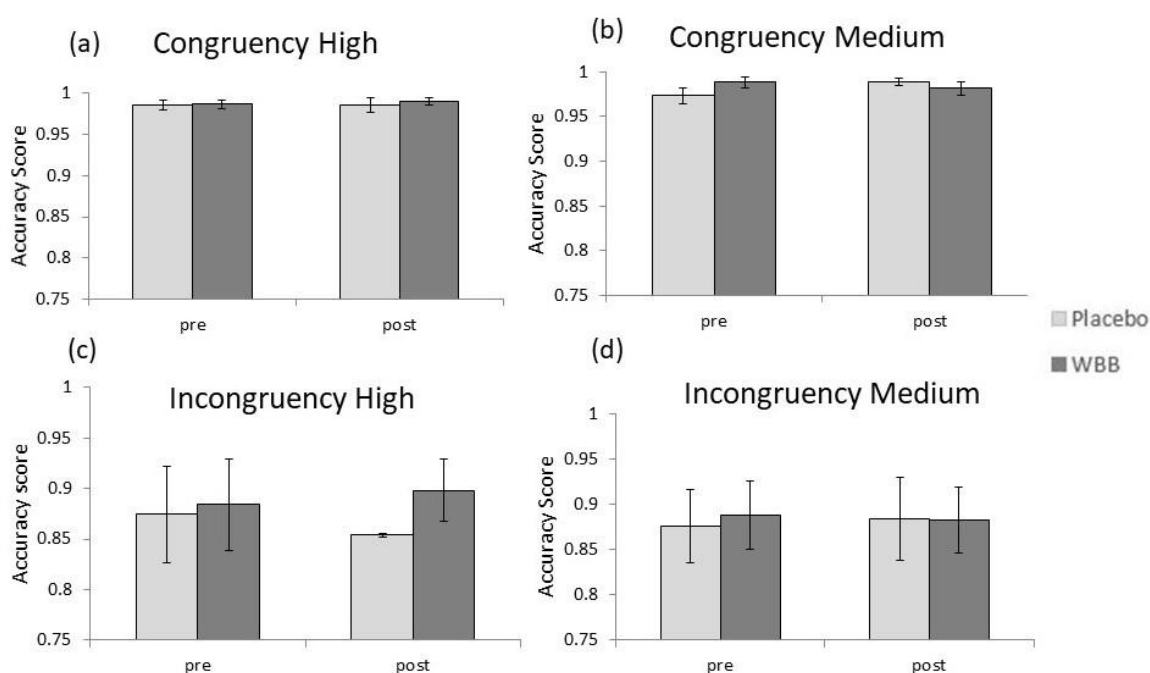 (a) Congruency High
1
0.95
0.9
0.85
0.8
0.75
Accuracy Score
pre
post
(b) Congruency Medium
1
0.95
0.9
0.85
0.8
0.75
Accuracy Score
pre
post
Placebo
WBB
(c)
Incongruency High
1
0.95
0.9
0.85
0.8
0.75
Accuracy score
pre
post
(d)
Incongruency Medium
1
0.95
0.9
0.85
0.8
0.75
Accuracy Score
pre
post